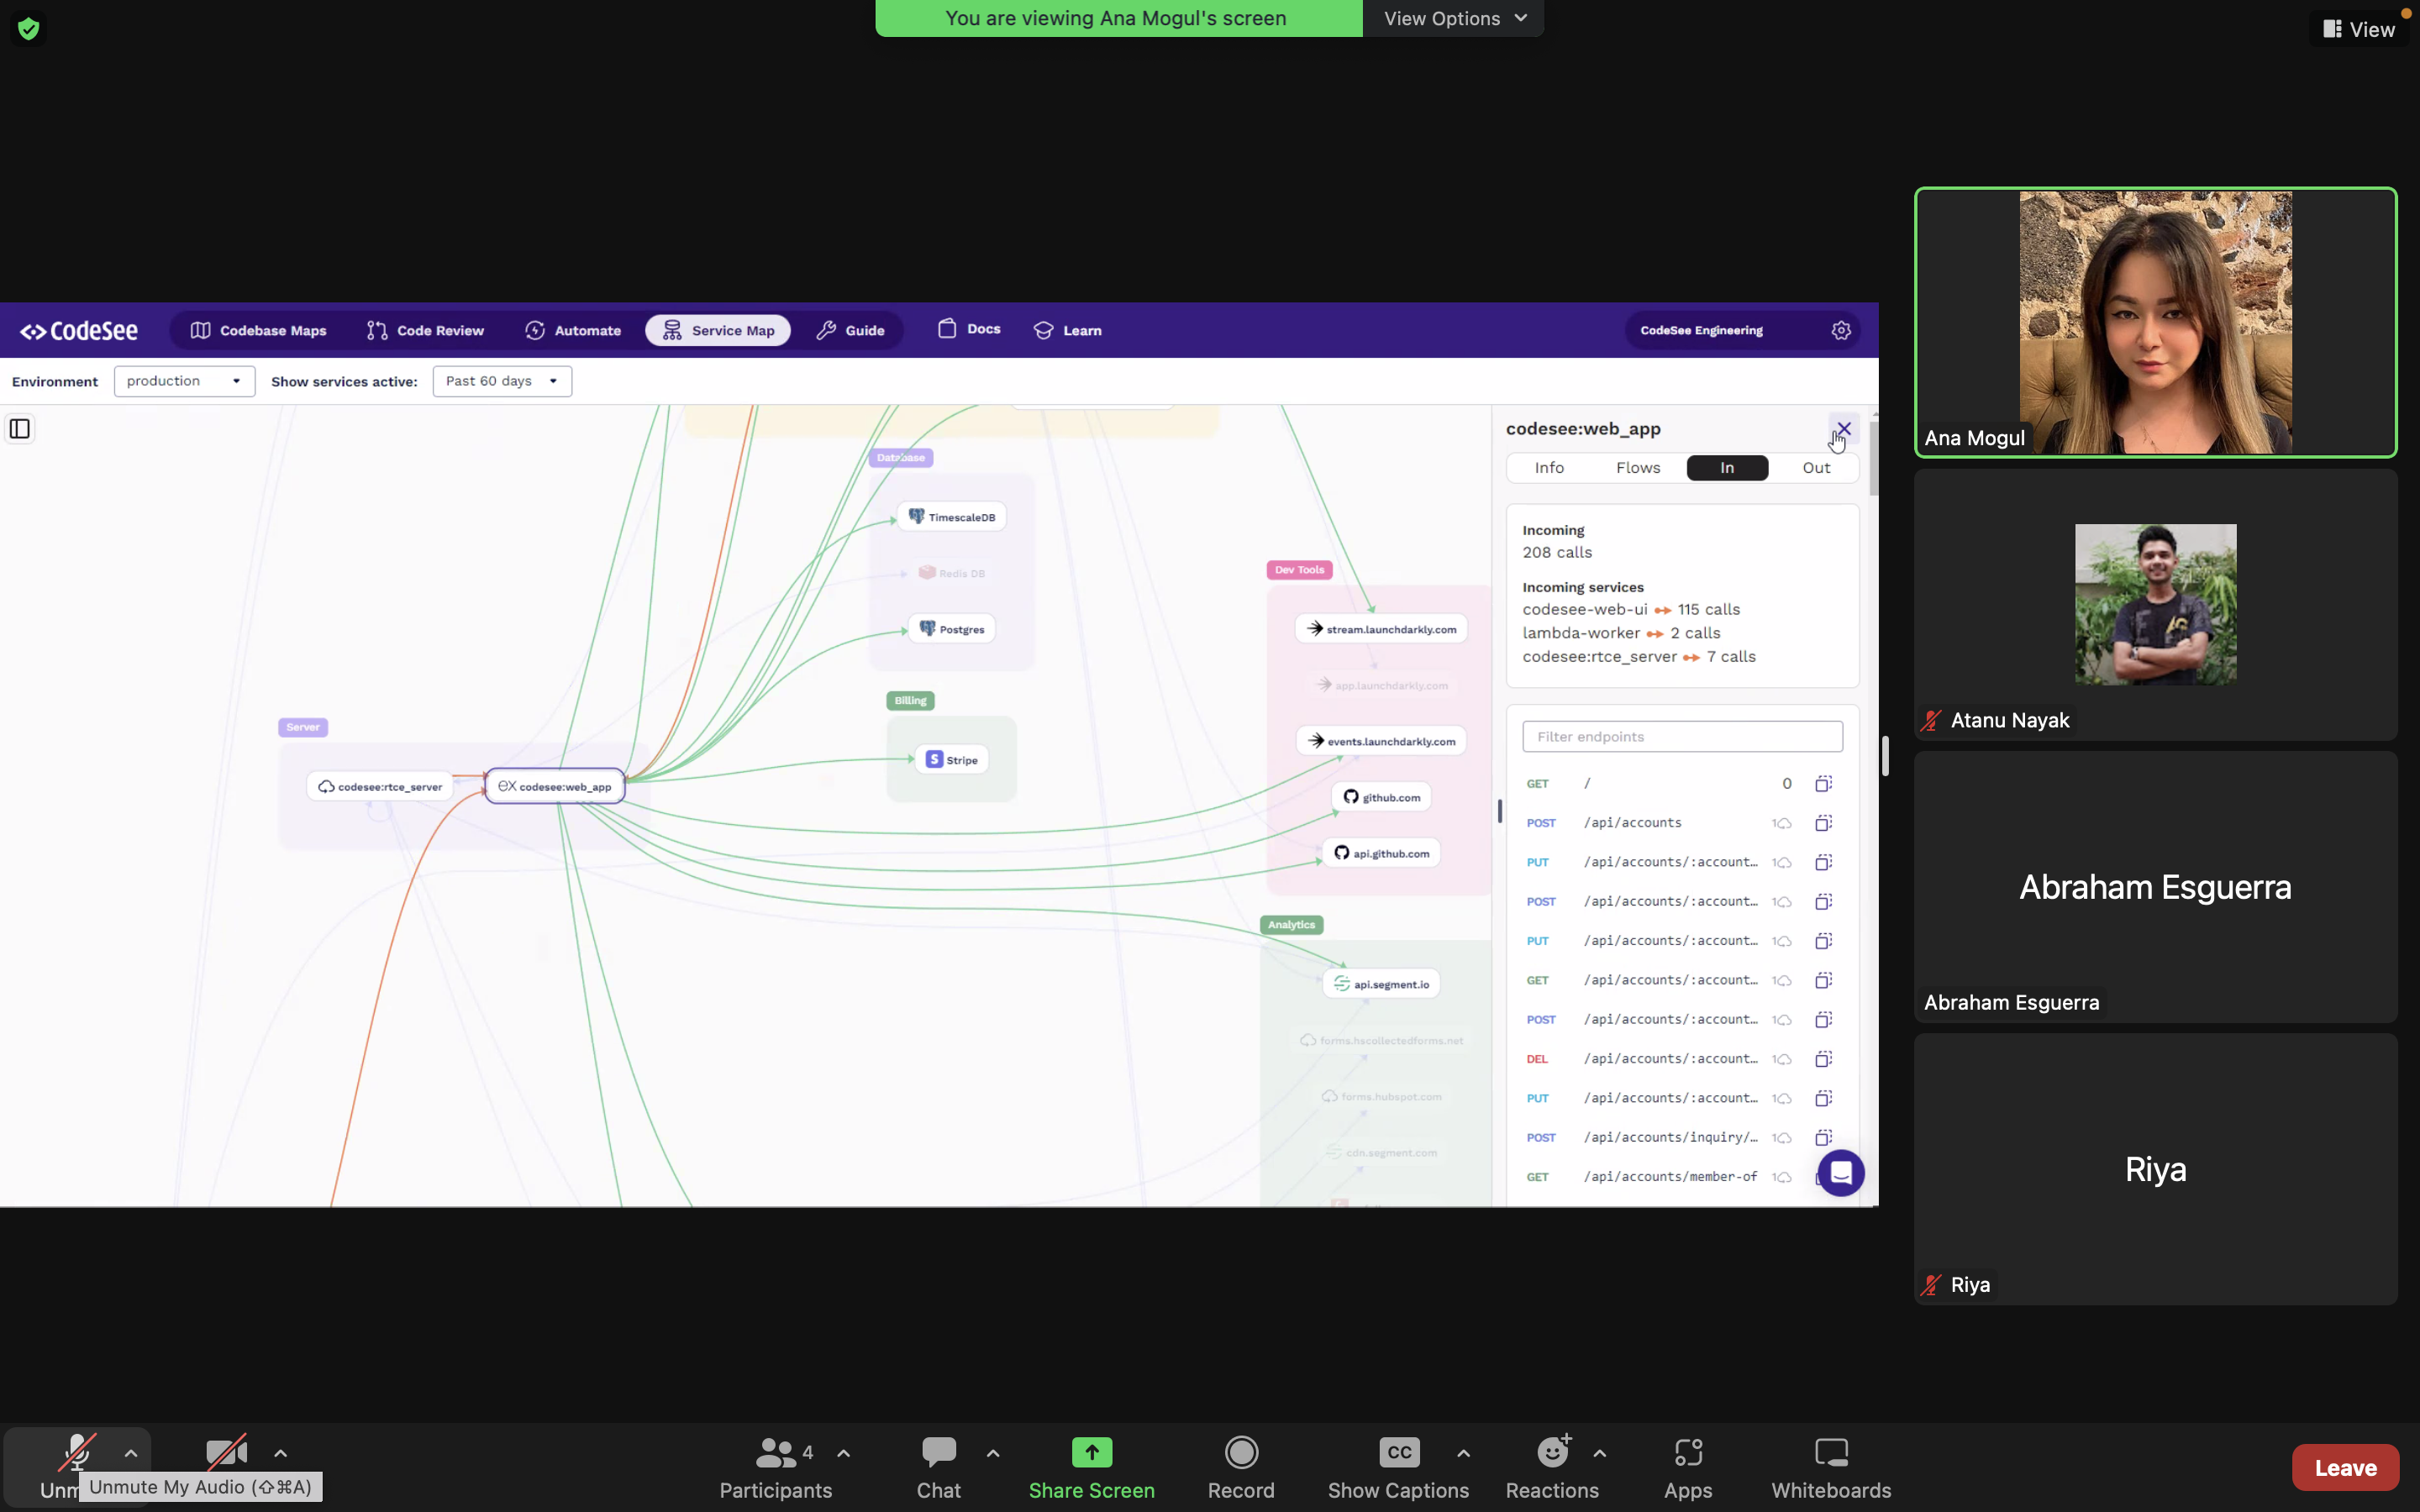 You are viewing Ana Mogul's screen
View Options
View
CodeSee
Codebase Maps
Code Review
Automate
Service Map
Guide
Docs
Learn
CodeSee Engineering
Environment
production
Show services active:
Past 60 days
Database
TimescaleDB
Redis DB
Postgres
Billing
Stripe
Server
codesee:rtce_server
codesee:web_app
Dev Tools
stream.launchdarkly.com
app.launchdarkly.com
events.launchdarkly.com
github.com
api.github.com
Analytics
api.segment.io
forms.hscollectedforms.net
forms.hubspot.com
cdn.segment.com
codesee:web_app
Info Flows In Out
Incoming
208 calls
Incoming services
codesee-web-ui 115 calls
lambda-worker 2 calls
codesee:rtce_server 7 calls
Filter endpoints
GET / 0
POST /api/accounts 1
PUT /api/accounts/:account... 1
POST /api/accounts/:account... 1
PUT /api/accounts/:account... 1
GET /api/accounts/:account... 1
POST /api/accounts/:account... 1
DEL /api/accounts/:account... 1
PUT /api/accounts/:account... 1
POST /api/accounts/inquiry/... 1
GET /api/accounts/member-of 1
Ana Mogul
Atanu Nayak
Abraham Esguerra
Abraham Esguerra
Riya
Riya
Unm
Unmute My Audio (⇧⌘A)
4
Participants
Chat
Share Screen
Record
CC
Show Captions
Reactions
Apps
Whiteboards
Leave